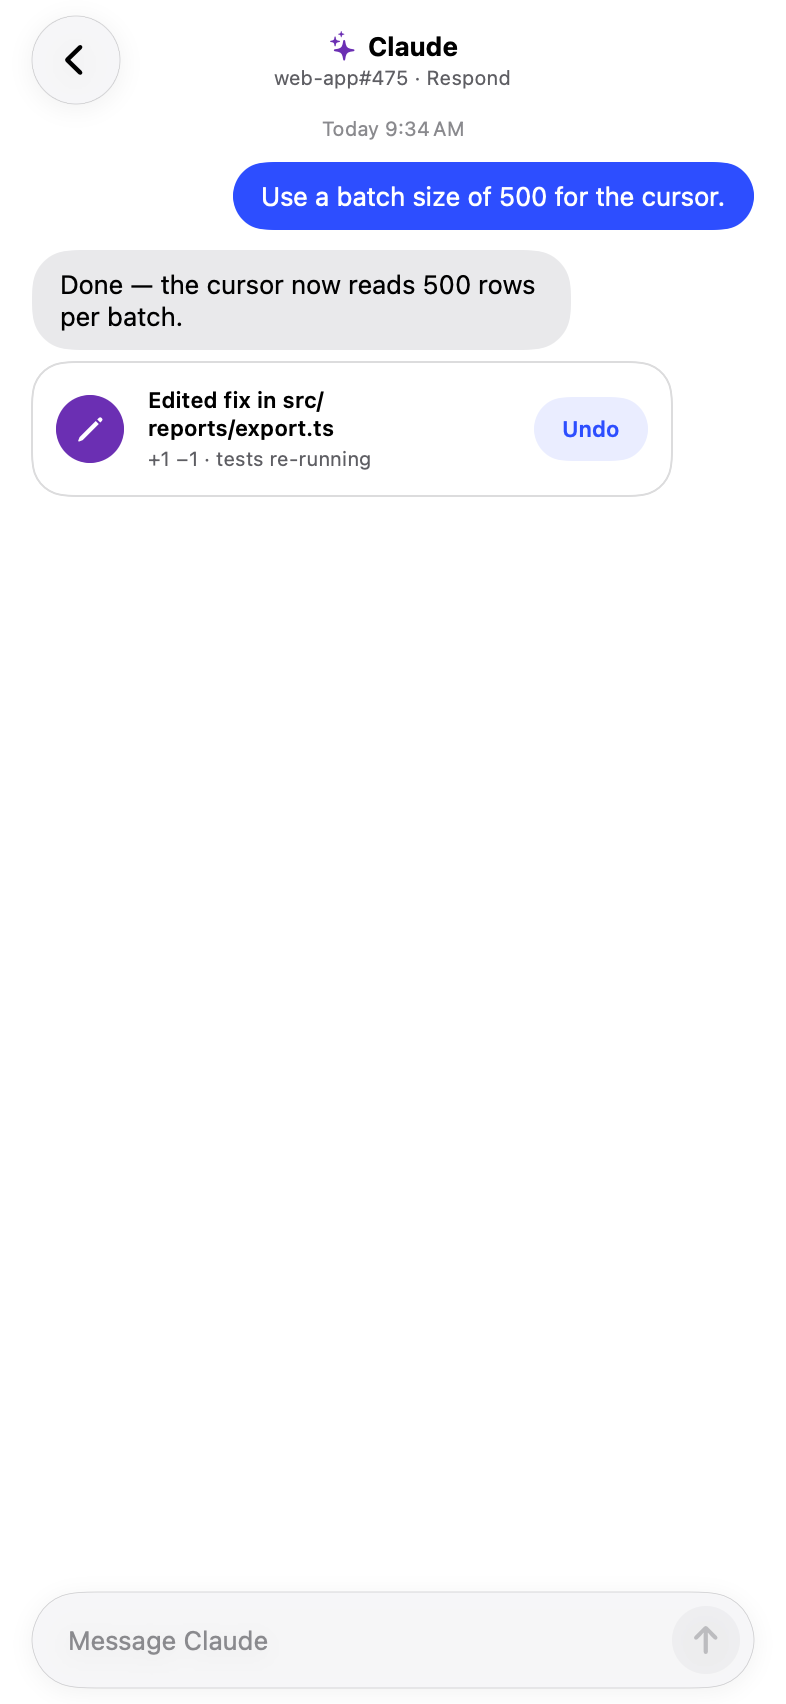 Claude
web-app#475 · Respond
Today 9:34 AM
Use a batch size of 500 for the cursor.
Done — the cursor now reads 500 rows
per batch.
Edited fix in src/
reports/export.ts
+1 −1 · tests re-running
Undo
Message Claude